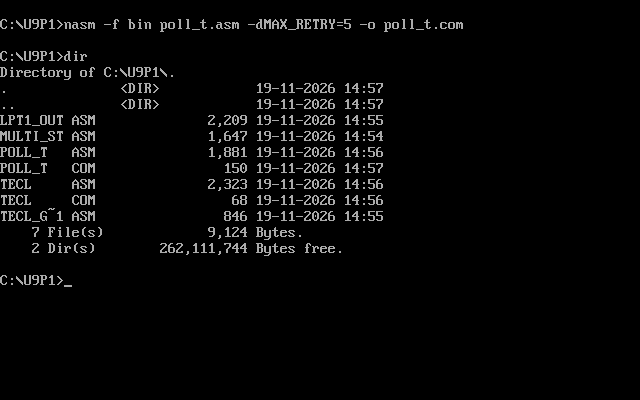 C:\U9P1>nasm -f bin poll_t.asm -dMAX_RETRY=5 -o poll_t.com
C:\U9P1>dir
Directory of C:\U9P1\.
.              <DIR>            19-11-2026 14:57
..             <DIR>            19-11-2026 14:57
LPT1_OUT ASM              2,209 19-11-2026 14:55
MULTI_ST ASM              1,647 19-11-2026 14:54
POLL_T   ASM              1,881 19-11-2026 14:56
POLL_T   COM                150 19-11-2026 14:57
TECL     ASM              2,323 19-11-2026 14:56
TECL     COM                 68 19-11-2026 14:56
TECL_G~1 ASM                846 19-11-2026 14:55
    7 File(s)             9,124 Bytes.
    2 Dir(s)        262,111,744 Bytes free.
C:\U9P1>_